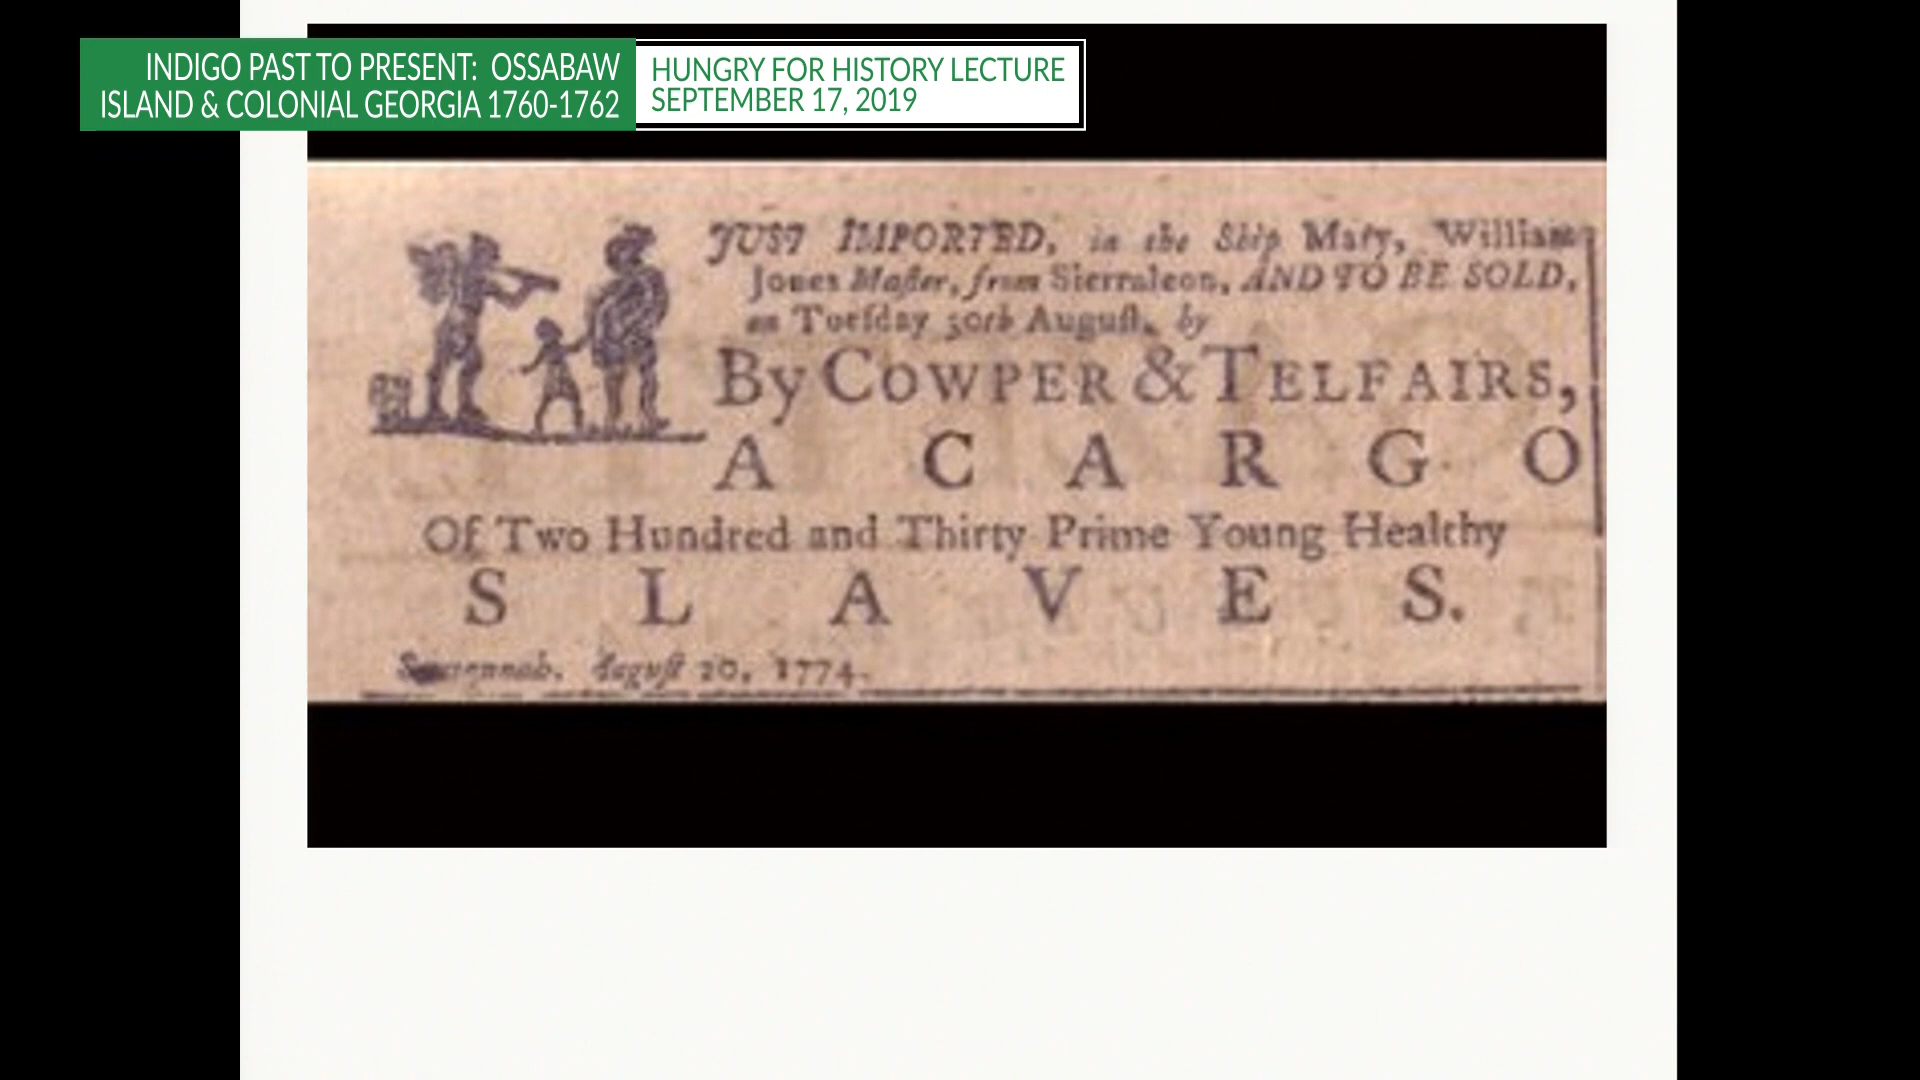 INDIGO PAST TO PRESENT: OSSABAW
ISLAND & COLONIAL GEORGIA 1760-1762
HUNGRY FOR HISTORY LECTURE
SEPTEMBER 17, 2019
JUST IMPORTED, in the Ship Mary, William
Jones Maſter, from Sierraleon, AND TO BE SOLD,
on Tueſday 30th Auguſt, by
By COWPER & TELFAIRS,
A CARGO
Of Two Hundred and Thirty Prime Young Healthy
SLAVES.
Savannah, Auguſt 20, 1774.